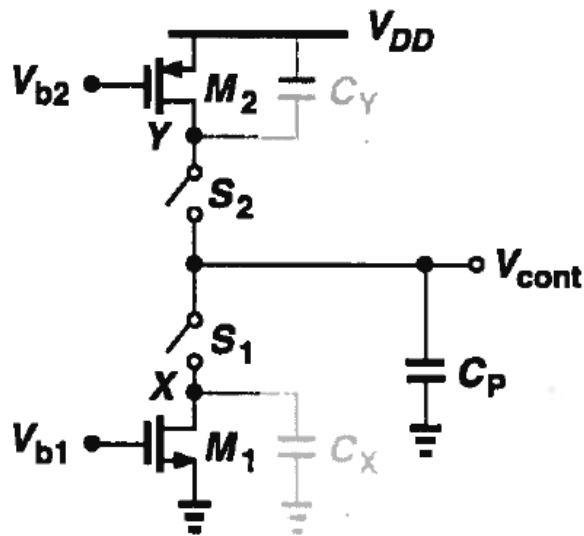 V_DD
V_b2
M_2
C_Y
Y
S_2
V_cont
S_1
C_P
X
V_b1
M_1
C_X